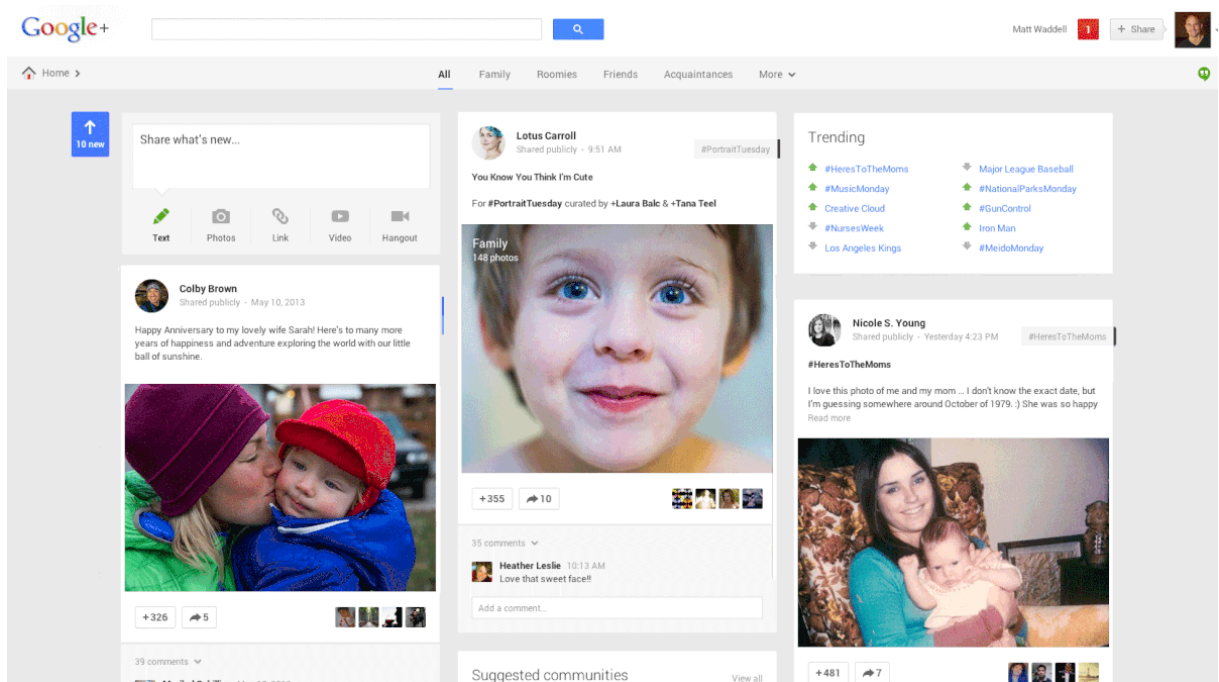 Google+
Matt Waddell
1
+ Share
Home >
All
Family
Roomies
Friends
Acquaintances
More
10 new
Share what's new...
Text
Photos
Link
Video
Hangout
Colby Brown
Shared publicly - May 10, 2013
Happy Anniversary to my lovely wife Sarah! Here's to many more
years of happiness and adventure exploring the world with our little
ball of sunshine.
+326
5
39 comments
Lotus Carroll
Shared publicly - 9:51 AM
#PortraitTuesday
You Know You Think I'm Cute
For #PortraitTuesday curated by +Laura Balc & +Tana Teel
Family
148 photos
+355
10
35 comments
Heather Leslie 10:13 AM
Love that sweet face!!
Add a comment...
Suggested communities
View all
Trending
#HeresToTheMoms
#MusicMonday
Creative Cloud
#NursesWeek
Los Angeles Kings
Major League Baseball
#NationalParksMonday
#GunControl
Iron Man
#MeidoMonday
Nicole S. Young
Shared publicly - Yesterday 4:23 PM
#HeresToTheMoms
#HeresToTheMoms
I love this photo of me and my mom ... I don't know the exact date, but
I'm guessing somewhere around October of 1979. :) She was so happy
Read more
+481
7